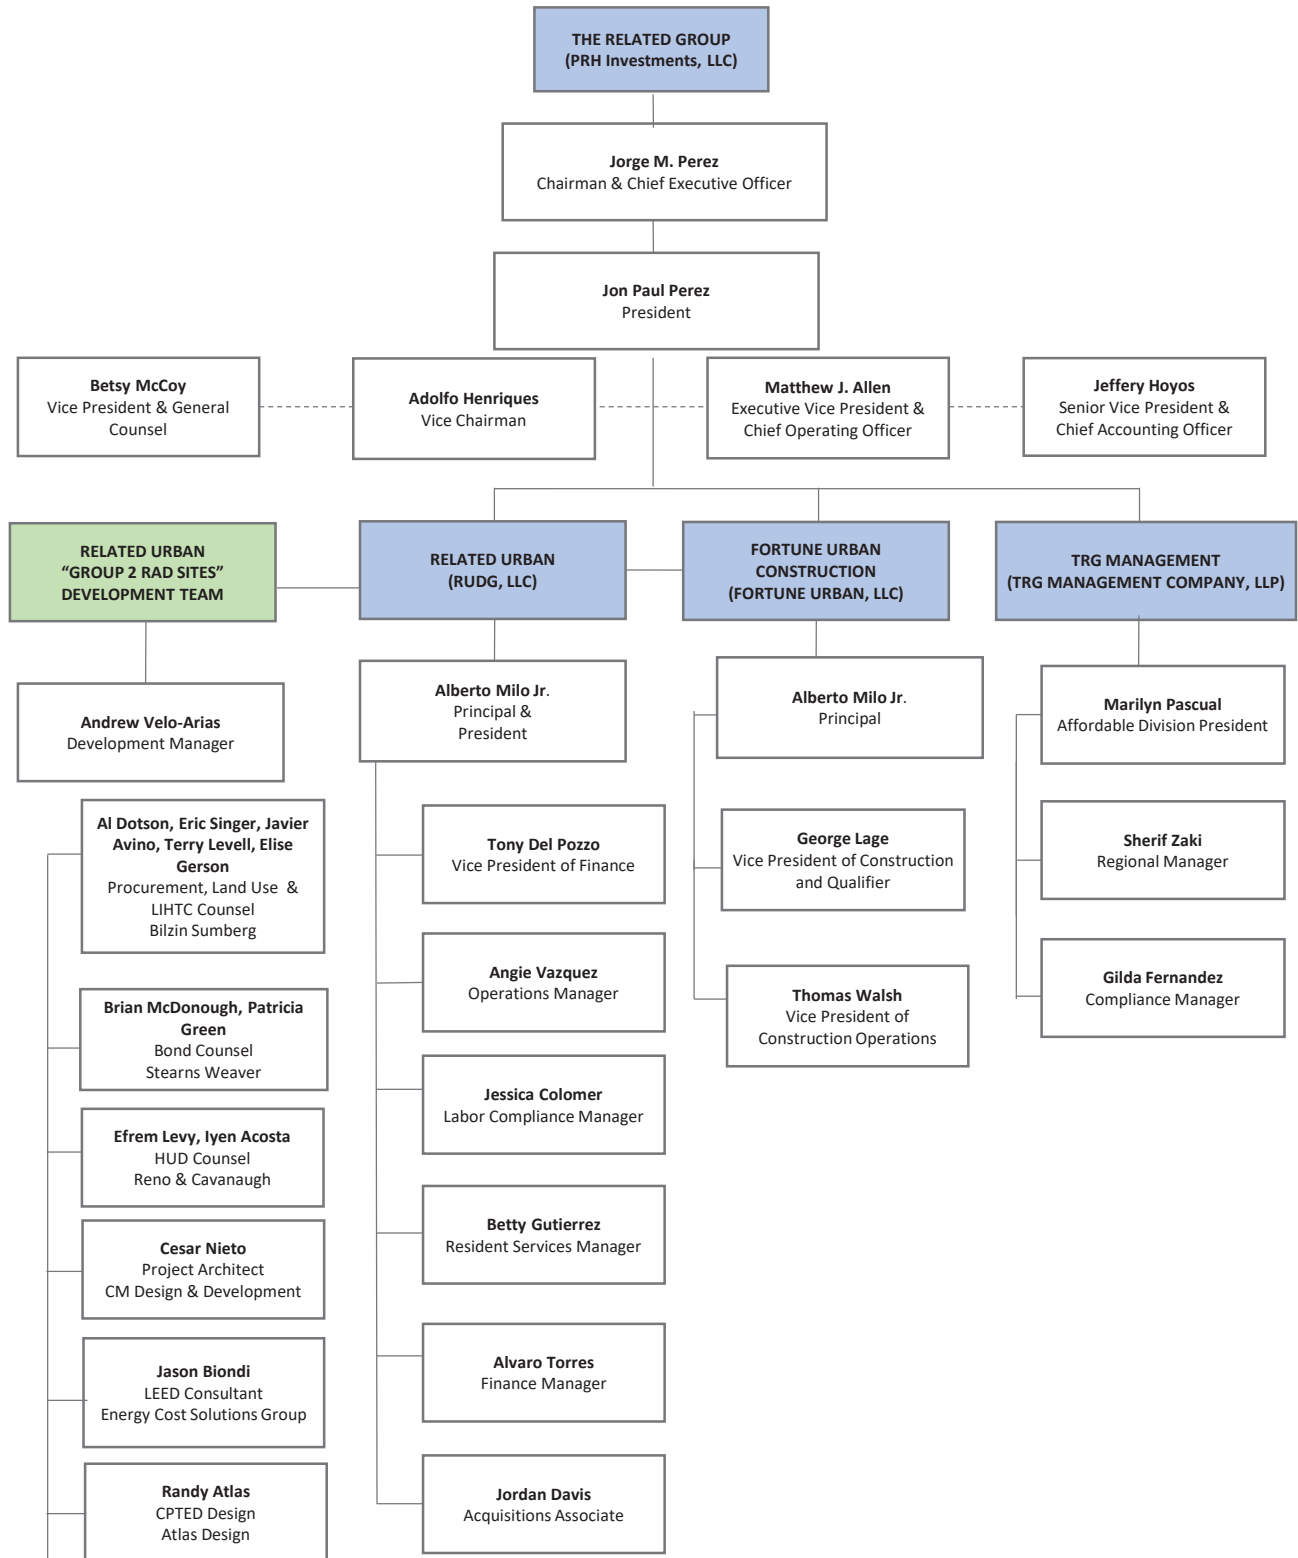 THE RELATED GROUP
(PRH Investments, LLC)
Jorge M. Perez
Chairman & Chief Executive Officer
Jon Paul Perez
President
Betsy McCoy
Vice President & General
Counsel
Adolfo Henriques
Vice Chairman
Matthew J. Allen
Executive Vice President &
Chief Operating Officer
Jeffery Hoyos
Senior Vice President &
Chief Accounting Officer
RELATED URBAN
“GROUP 2 RAD SITES”
DEVELOPMENT TEAM
RELATED URBAN
(RUDG, LLC)
FORTUNE URBAN
CONSTRUCTION
(FORTUNE URBAN, LLC)
TRG MANAGEMENT
(TRG MANAGEMENT COMPANY, LLP)
Andrew Velo-Arias
Development Manager
Al Dotson, Eric Singer, Javier
Avino, Terry Levell, Elise
Gerson
Procurement, Land Use &
LIHTC Counsel
Bilzin Sumberg
Brian McDonough, Patricia
Green
Bond Counsel
Stearns Weaver
Efrem Levy, Iyen Acosta
HUD Counsel
Reno & Cavanaugh
Cesar Nieto
Project Architect
CM Design & Development
Jason Biondi
LEED Consultant
Energy Cost Solutions Group
Randy Atlas
CPTED Design
Atlas Design
Alberto Milo Jr.
Principal &
President
Tony Del Pozzo
Vice President of Finance
Angie Vazquez
Operations Manager
Jessica Colomer
Labor Compliance Manager
Betty Gutierrez
Resident Services Manager
Alvaro Torres
Finance Manager
Jordan Davis
Acquisitions Associate
Alberto Milo Jr.
Principal
George Lage
Vice President of Construction
and Qualifier
Thomas Walsh
Vice President of
Construction Operations
Marilyn Pascual
Affordable Division President
Sherif Zaki
Regional Manager
Gilda Fernandez
Compliance Manager